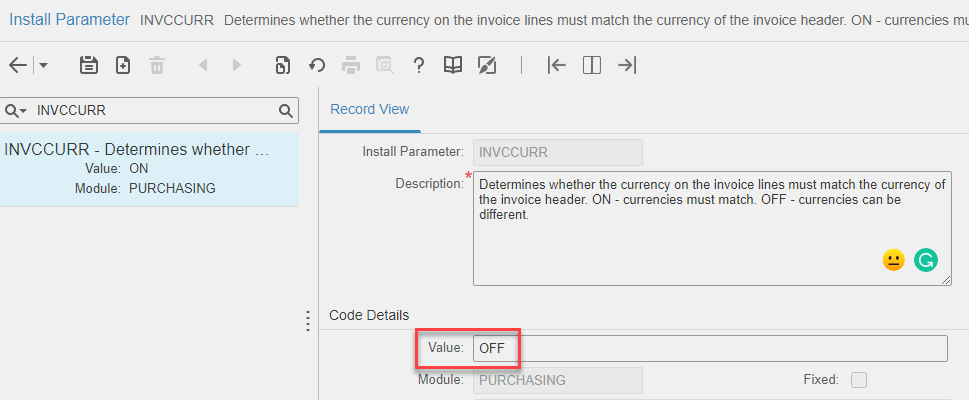 Install Parameter INVCCURR Determines whether the currency on the invoice lines must match the currency of the invoice header. ON - currencies
INVCCURR
Record View
INVCCURR - Determines whether ...
Value: ON
Module: PURCHASING
Install Parameter: INVCCURR
Description:*
Determines whether the currency on the invoice lines must match the currency of
the invoice header. ON - currencies must match. OFF - currencies can be
different.
Code Details
Value: OFF
Module: PURCHASING Fixed: